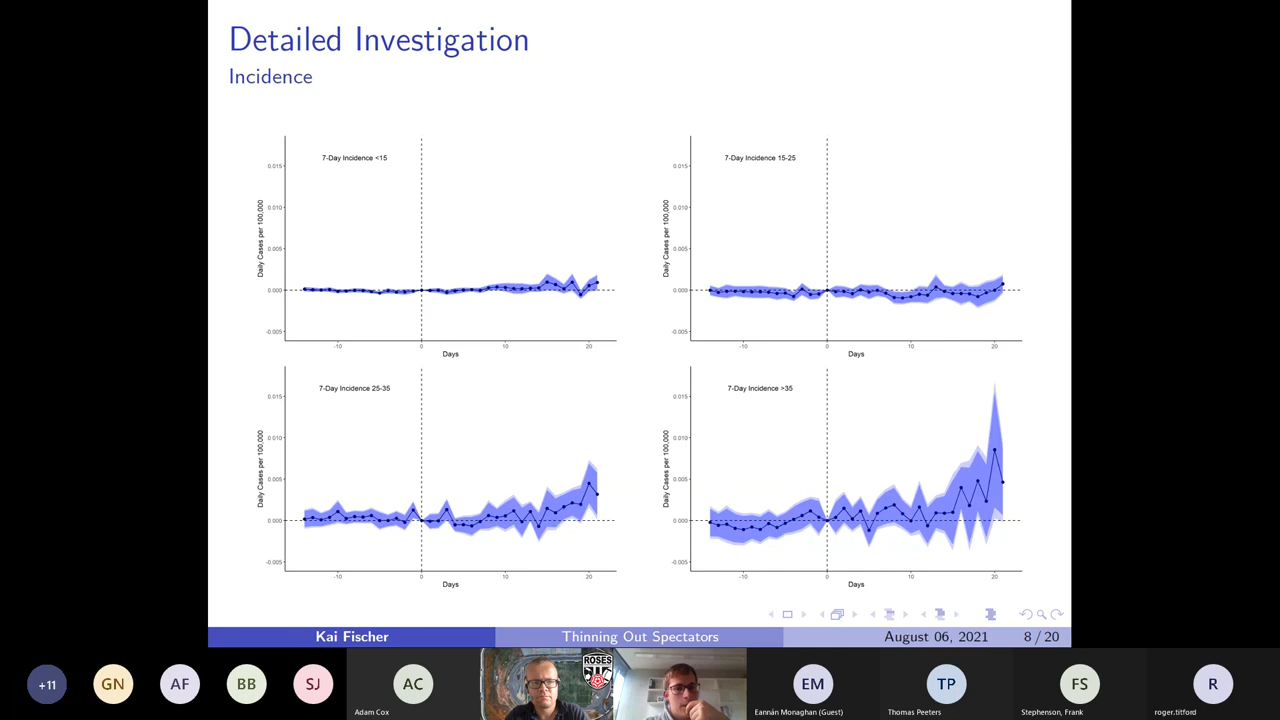 Detailed Investigation
Incidence
7-Day Incidence <15
0.015
0.010
0.005
0.000
-0.005
Daily Cases per 100,000
-10
0
10
20
Days
7-Day Incidence 15-25
0.015
0.010
0.005
0.000
-0.005
Daily Cases per 100,000
-10
0
10
20
Days
7-Day Incidence 25-35
0.015
0.010
0.005
0.000
-0.005
Daily Cases per 100,000
-10
0
10
20
Days
7-Day Incidence >35
0.015
0.010
0.005
0.000
-0.005
Daily Cases per 100,000
-10
0
10
20
Days
Kai Fischer
Thinning Out Spectators
August 06, 2021
8 / 20
+11
GN
AF
BB
SJ
AC
Adam Cox
ROSES
EM
Eannán Monaghan (Guest)
TP
Thomas Peeters
FS
Stephenson, Frank
R
roger.titford